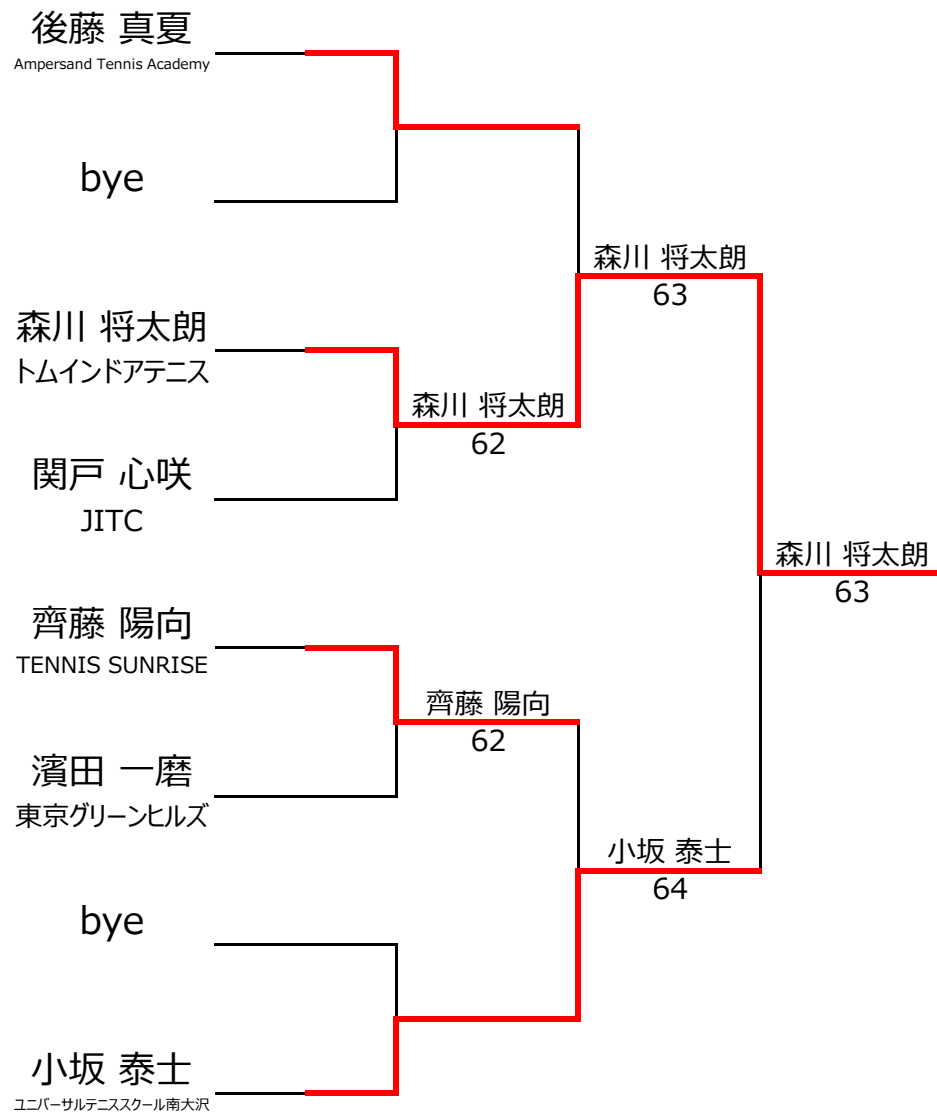 後藤 真夏
Ampersand Tennis Academy
bye
森川 将太朗
63
森川 将太朗
トムインドアテニス
森川 将太朗
62
関戸 心咲
JITC
森川 将太朗
63
齊藤 陽向
TENNIS SUNRISE
齊藤 陽向
62
濱田 一磨
東京グリーンヒルズ
小坂 泰士
64
bye
小坂 泰士
ユニバーサルテニススクール南大沢